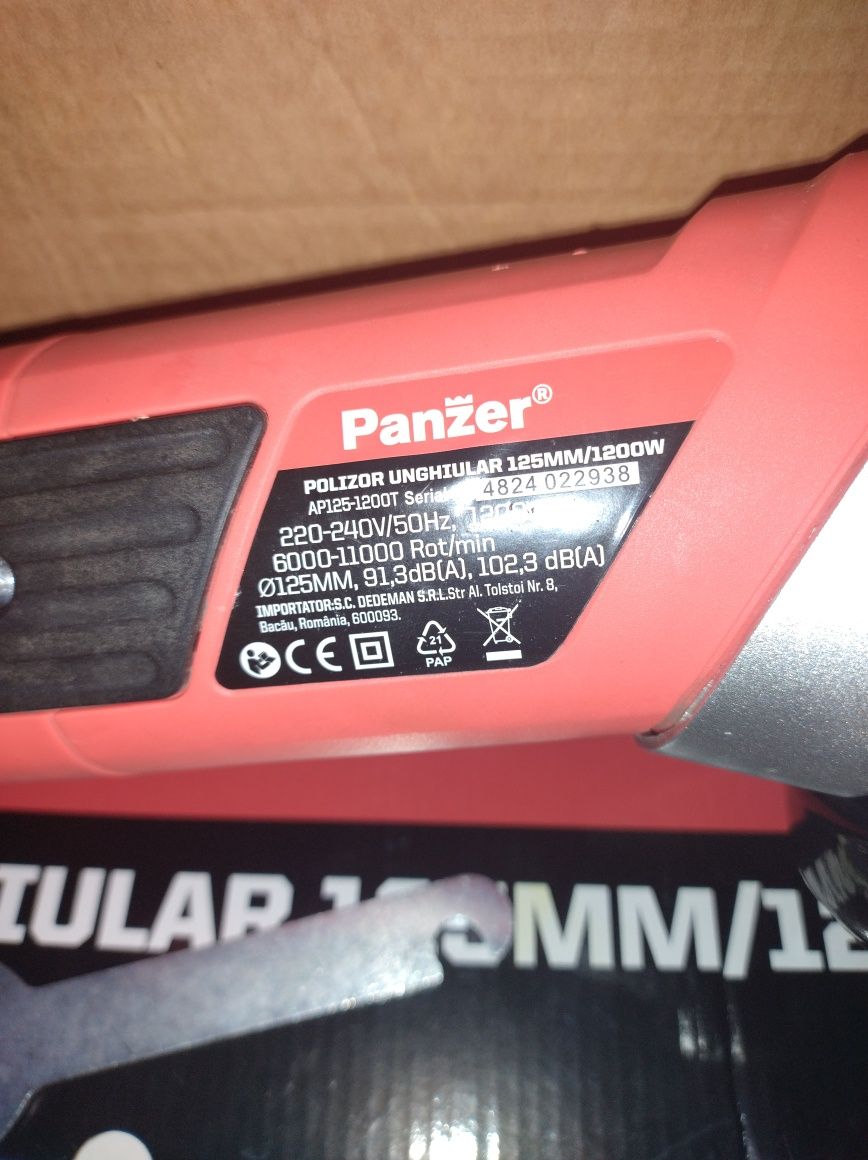 Panzer®
POLIZOR UNGHIULAR 125MM/1200W
AP125-1200T Serial 4824 022938
220-240V/50Hz,
6000-11000 Rot/min
Ø125MM, 91,3dB(A), 102,3 dB(A)
IMPORTATOR:S.C. DEDEMAN S.R.L.Str Al. Tolstoi Nr. 8,
Bacău, România, 600093.
CE
21
PAP
IULAR 125MM/12